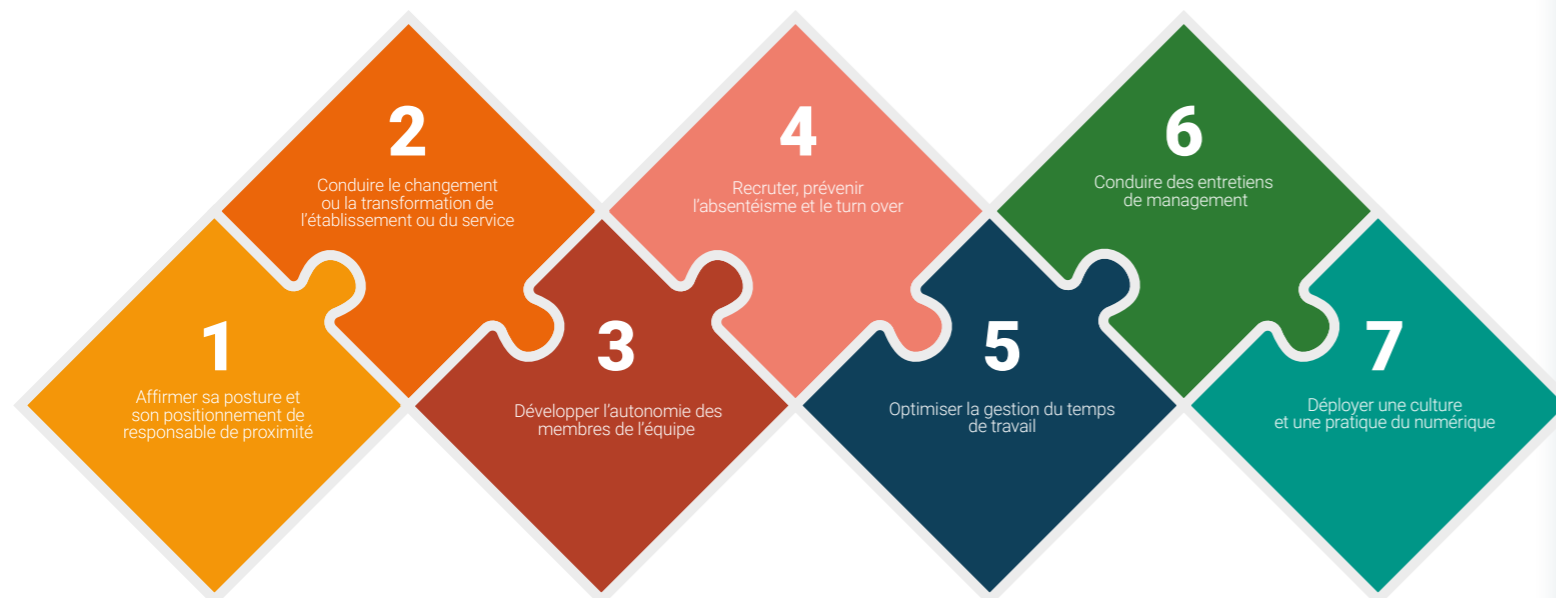 1
Affirmer sa posture et
son positionnement de
responsable de proximité
2
Conduire le changement
ou la transformation de
l'établissement ou du service
3
Développer l'autonomie des
membres de l'équipe
4
Recruter, prévenir
l'absentéisme et le turn over
5
Optimiser la gestion du temps
de travail
6
Conduire des entretiens
de management
7
Déployer une culture
et une pratique du numérique